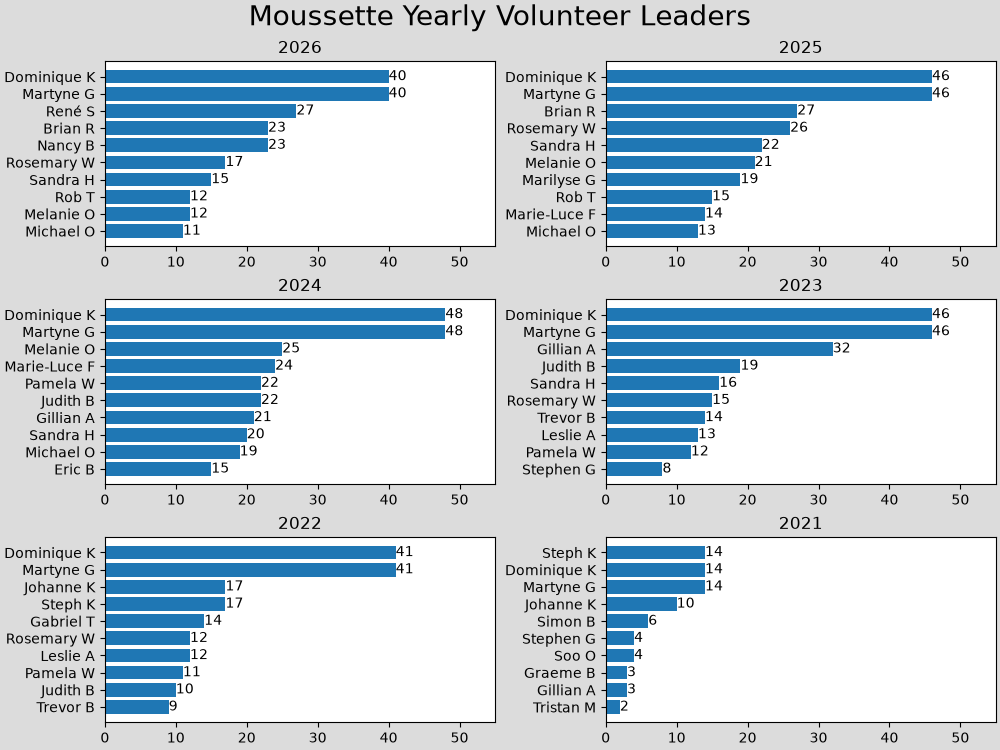 Moussette Yearly Volunteer Leaders
2026
Dominique K 40
Martyne G 40
René S 27
Brian R 23
Nancy B 23
Rosemary W 17
Sandra H 15
Rob T 12
Melanie O 12
Michael O 11
0 10 20 30 40 50
2025
Dominique K 46
Martyne G 46
Brian R 27
Rosemary W 26
Sandra H 22
Melanie O 21
Marilyse G 19
Rob T 15
Marie-Luce F 14
Michael O 13
0 10 20 30 40 50
2024
Dominique K 48
Martyne G 48
Melanie O 25
Marie-Luce F 24
Pamela W 22
Judith B 22
Gillian A 21
Sandra H 20
Michael O 19
Eric B 15
0 10 20 30 40 50
2023
Dominique K 46
Martyne G 46
Gillian A 32
Judith B 19
Sandra H 16
Rosemary W 15
Trevor B 14
Leslie A 13
Pamela W 12
Stephen G 8
0 10 20 30 40 50
2022
Dominique K 41
Martyne G 41
Johanne K 17
Steph K 17
Gabriel T 14
Rosemary W 12
Leslie A 12
Pamela W 11
Judith B 10
Trevor B 9
0 10 20 30 40 50
2021
Steph K 14
Dominique K 14
Martyne G 14
Johanne K 10
Simon B 6
Stephen G 4
Soo O 4
Graeme B 3
Gillian A 3
Tristan M 2
0 10 20 30 40 50